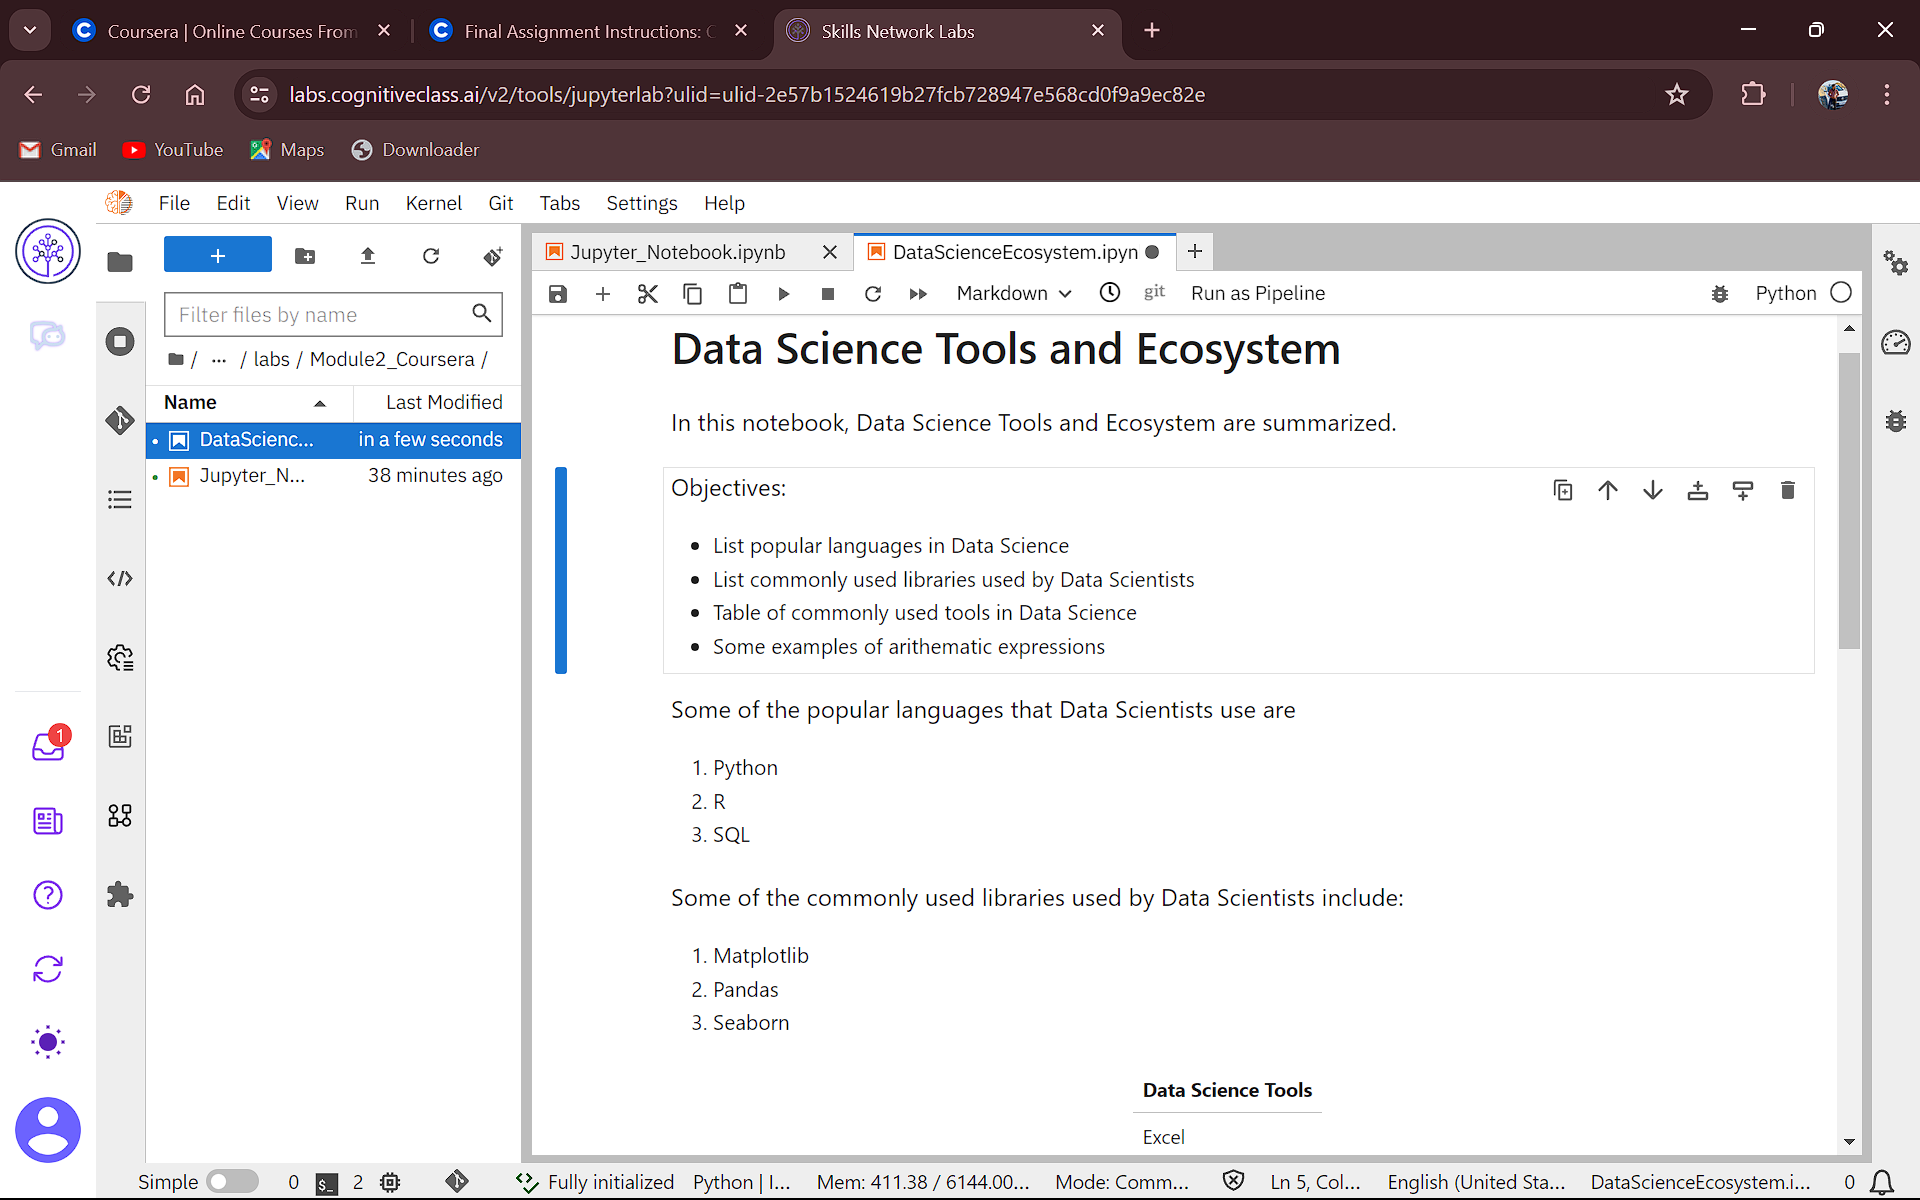 Coursera | Online Courses From
Final Assignment Instructions: C
Skills Network Labs
labs.cognitiveclass.ai/v2/tools/jupyterlab?ulid=ulid-2e57b1524619b27fcb728947e568cd0f9a9ec82e
Gmail
YouTube
Maps
Downloader
File Edit View Run Kernel Git Tabs Settings Help
Filter files by name
/ ... / labs / Module2_Coursera /
Name Last Modified
DataScienc... in a few seconds
Jupyter_N... 38 minutes ago
Jupyter_Notebook.ipynb
DataScienceEcosystem.ipyn
Markdown git Run as Pipeline Python
Data Science Tools and Ecosystem
In this notebook, Data Science Tools and Ecosystem are summarized.
Objectives:
• List popular languages in Data Science
• List commonly used libraries used by Data Scientists
• Table of commonly used tools in Data Science
• Some examples of arithematic expressions
Some of the popular languages that Data Scientists use are
1. Python
2. R
3. SQL
Some of the commonly used libraries used by Data Scientists include:
1. Matplotlib
2. Pandas
3. Seaborn
Data Science Tools
Excel
1
Simple 0 $_ 2 Fully initialized Python | I... Mem: 411.38 / 6144.00... Mode: Comm... Ln 5, Col... English (United Sta... DataScienceEcosystem.i... 0